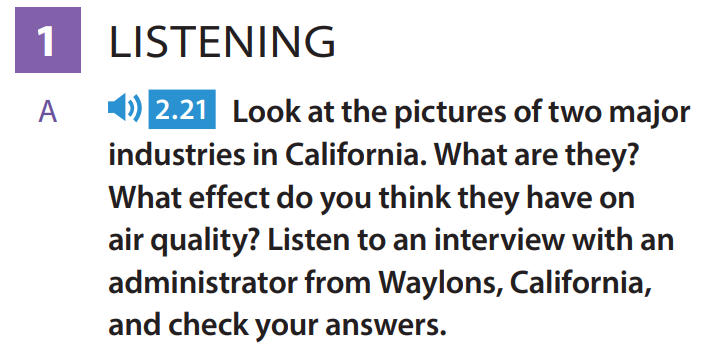 1 LISTENING
A 2.21 Look at the pictures of two major
industries in California. What are they?
What effect do you think they have on
air quality? Listen to an interview with an
administrator from Waylons, California,
and check your answers.